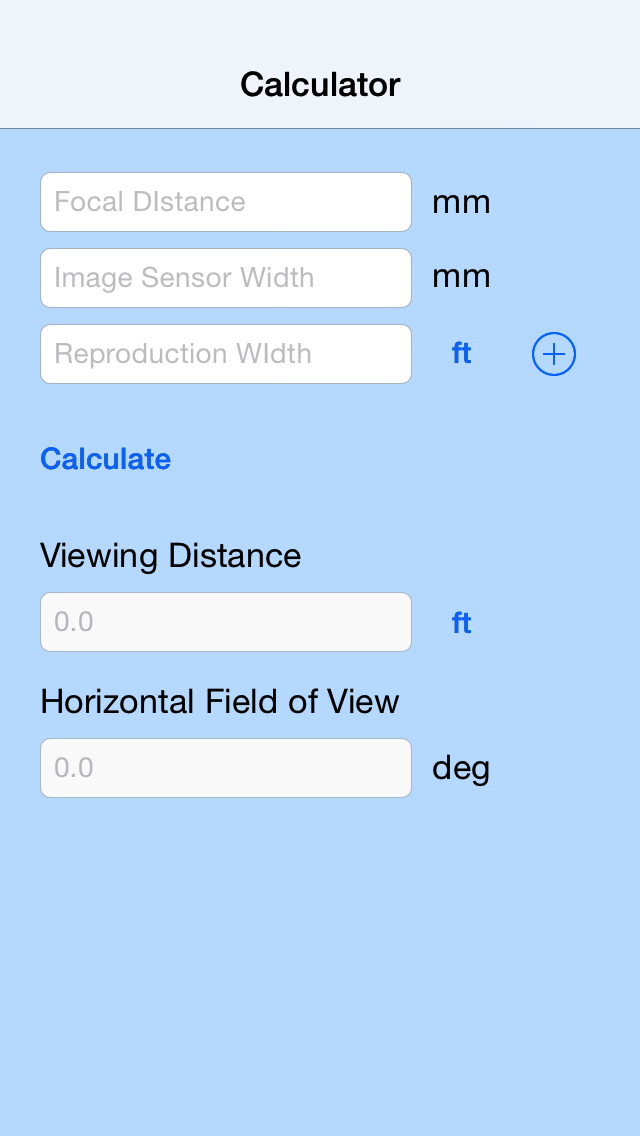 Calculator
Focal DIstance mm
Image Sensor Width mm
Reproduction WIdth ft
Calculate
Viewing Distance
0.0 ft
Horizontal Field of View
0.0 deg